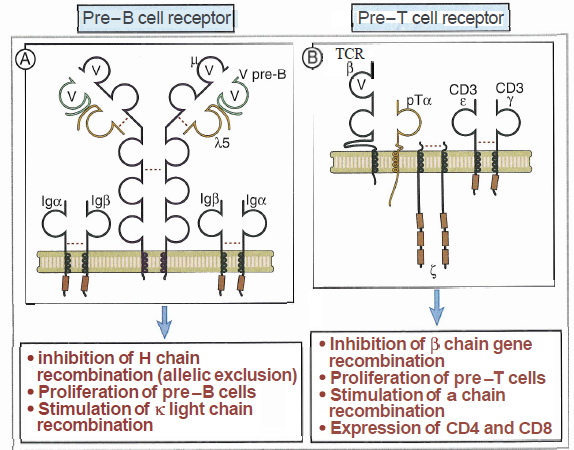 Pre–B cell receptor
Pre–T cell receptor
A
μ
V
V
V pre-B
V
V
λ5
Igα
Igβ
Igβ
Igα
B
TCR
β
V
pTα
CD3
ε
CD3
γ
ζ
• inhibition of H chain
recombination (allelic exclusion)
• Proliferation of pre–B cells
• Stimulation of κ light chain
recombination
• Inhibition of β chain gene
recombination
• Proliferation of pre–T cells
• Stimulation of a chain
recombination
• Expression of CD4 and CD8